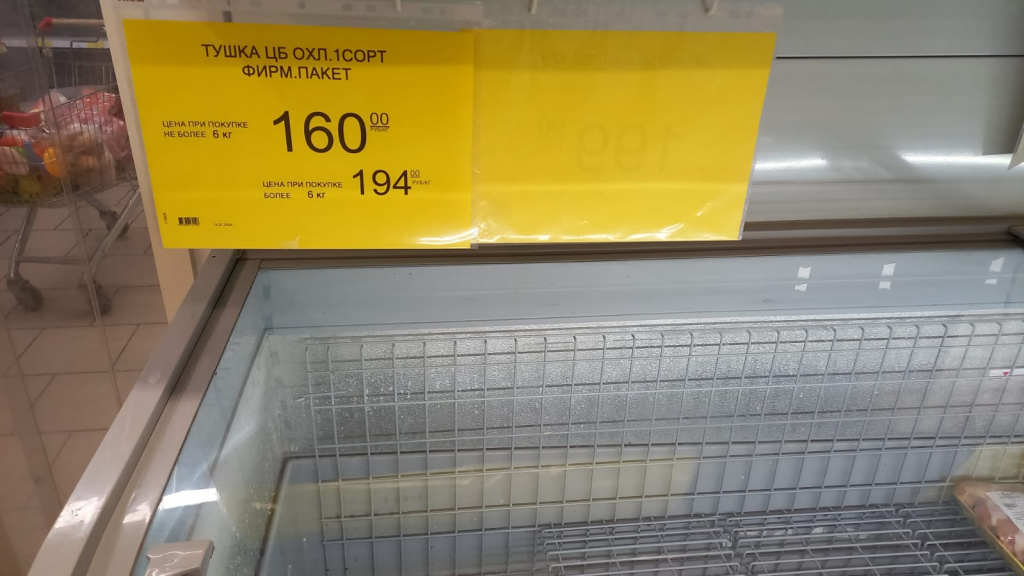 ТУШКА ЦБ ОХЛ.1СОРТ
ФИРМ.ПАКЕТ
ЦЕНА ПРИ ПОКУПКЕ
НЕ БОЛЕЕ 6 кг
160 00
РУБ/КГ
ЦЕНА ПРИ ПОКУПКЕ
БОЛЕЕ 6 кг
194 00
РУБ/КГ
199